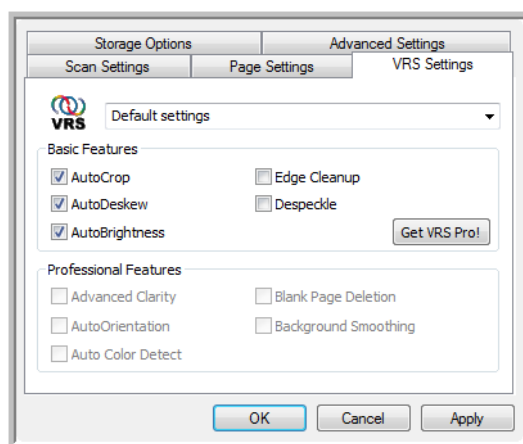 Storage Options Advanced Settings
Scan Settings Page Settings VRS Settings
VRS Default settings
Basic Features
AutoCrop Edge Cleanup
AutoDeskew Despeckle
AutoBrightness Get VRS Pro!
Professional Features
Advanced Clarity Blank Page Deletion
AutoOrientation Background Smoothing
Auto Color Detect
OK Cancel Apply